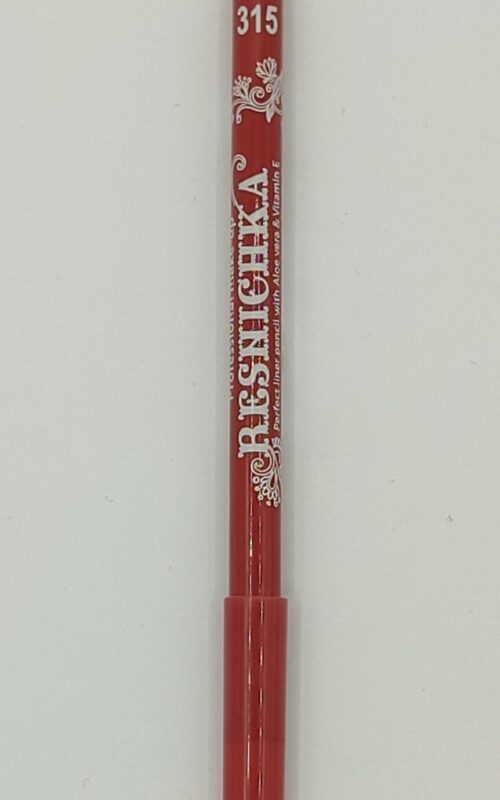 315
Professional make-up
RESNICHKA
Perfect liner pencil with Aloe vera & Vitamin E